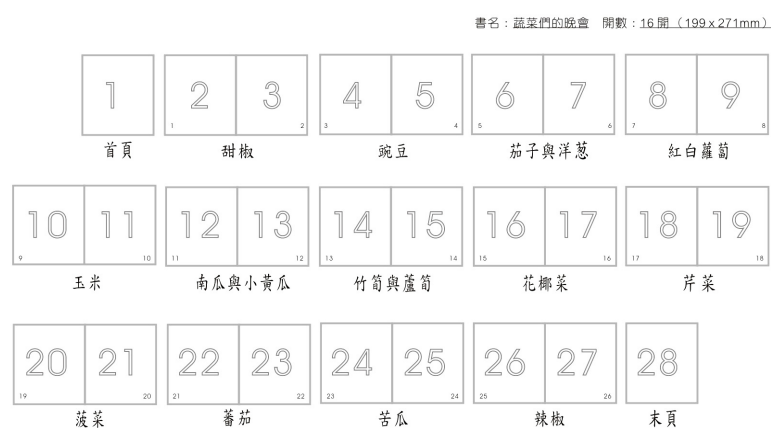 書名：蔬菜們的晚會　開數：16 開（199 x 271mm）
1 2 3 4 5 6 7 8 9
1 2 3 4 5 6 7 8
首頁 甜椒 豌豆 茄子與洋蔥 紅白蘿蔔
10 11 12 13 14 15 16 17 18 19
9 10 11 12 13 14 15 16 17 18
玉米 南瓜與小黃瓜 竹筍與蘆筍 花椰菜 芹菜
20 21 22 23 24 25 26 27 28
19 20 21 22 23 24 25 26
菠菜 蕃茄 苦瓜 辣椒 末頁